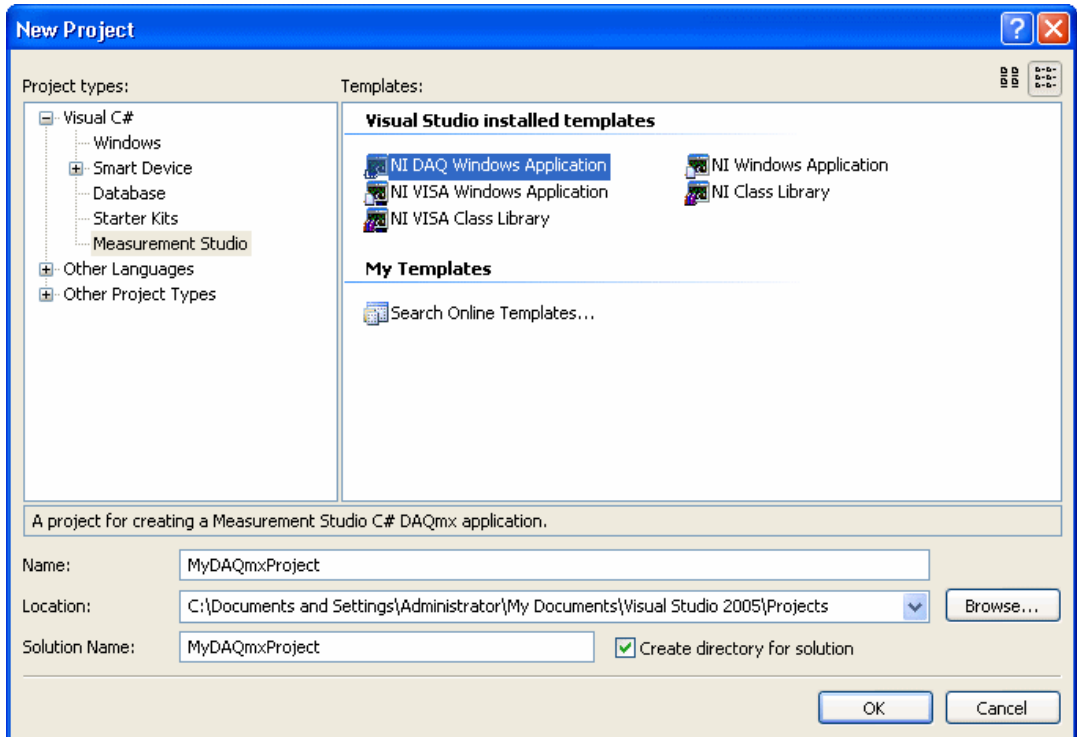 New Project
Project types:
Templates:
Visual C#
Windows
Smart Device
Database
Starter Kits
Measurement Studio
Other Languages
Other Project Types
Visual Studio installed templates
NI DAQ Windows Application
NI Windows Application
NI VISA Windows Application
NI Class Library
NI VISA Class Library
My Templates
Search Online Templates...
A project for creating a Measurement Studio C# DAQmx application.
Name:
MyDAQmxProject
Location:
C:\Documents and Settings\Administrator\My Documents\Visual Studio 2005\Projects
Browse...
Solution Name:
MyDAQmxProject
Create directory for solution
OK
Cancel